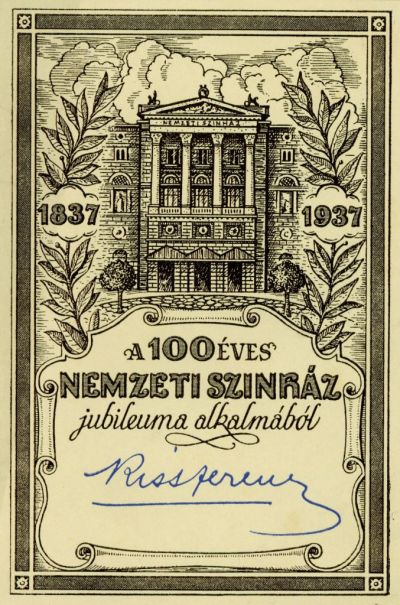 NEMZETI SZINHÁZ
1837 1937
A 100 ÉVES
NEMZETI SZINHÁZ
jubileuma alkalmából
Kiss Ferenc